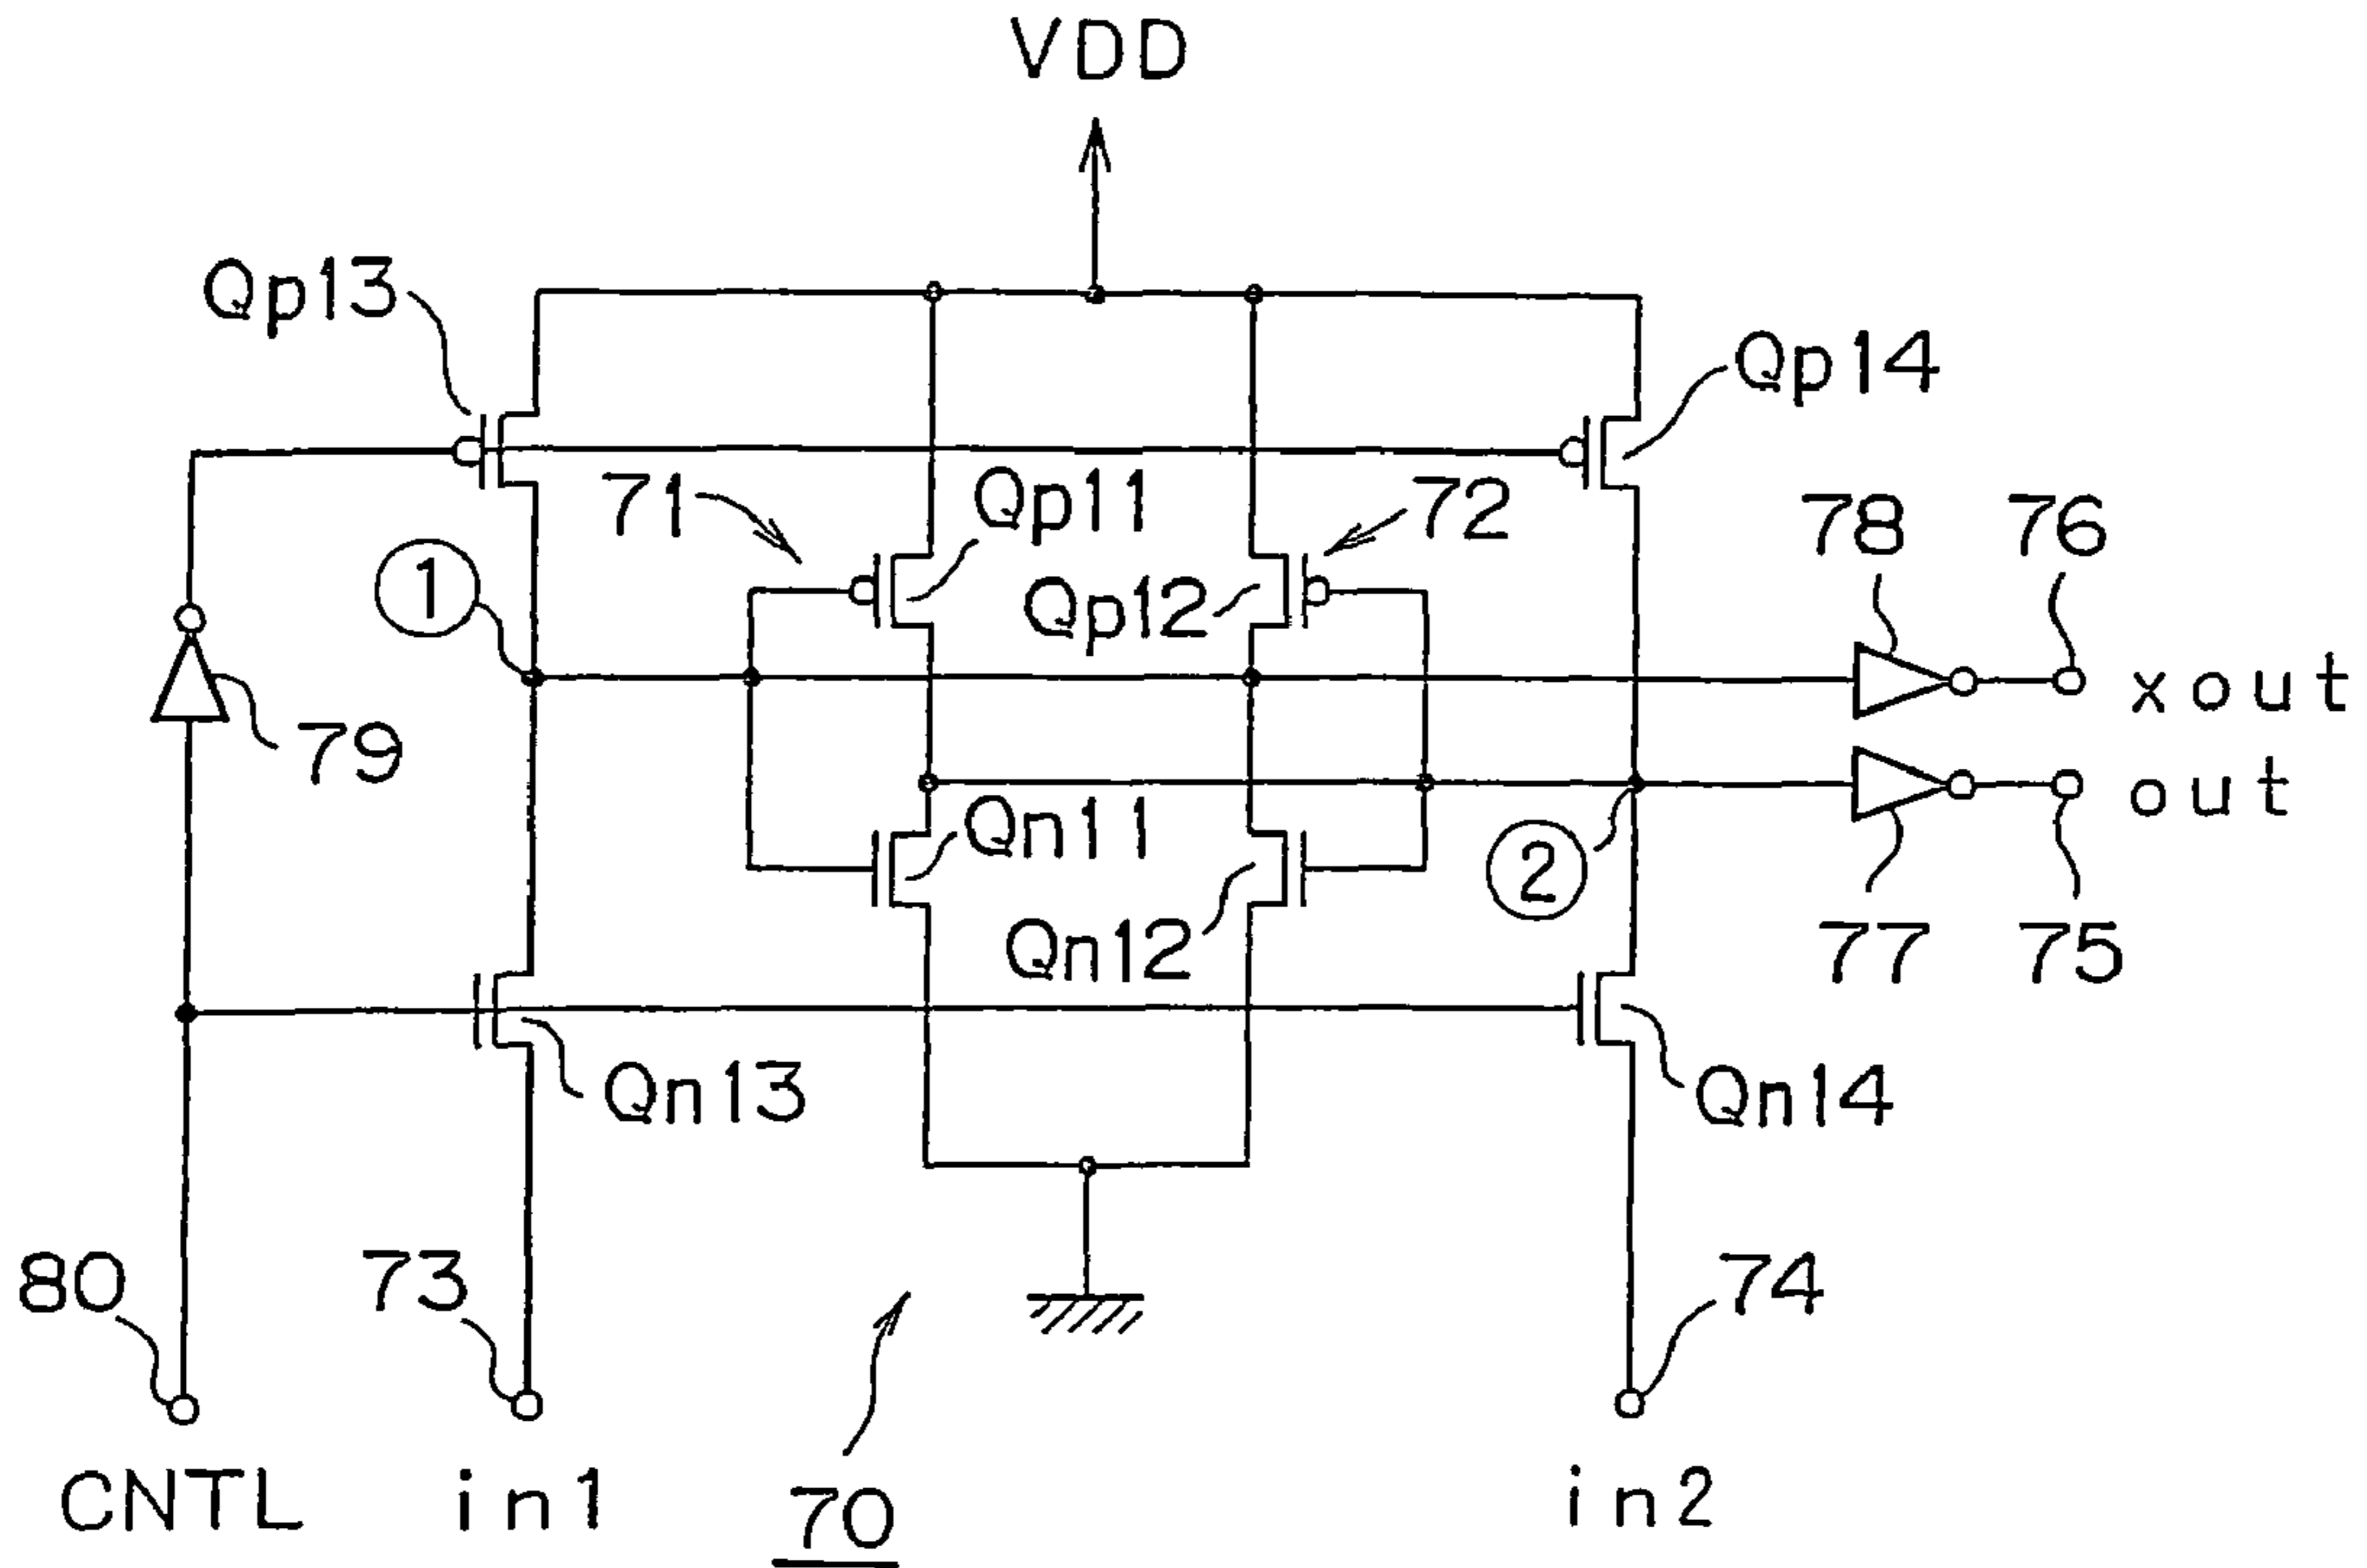 VDD
Qp13
Qp14
71
Qp11
72
78
76
①
Qp12
xout
79
out
Qn11
②
Qn12
77
75
Qn13
Qn14
80
73
74
CNTL
in1
70
in2